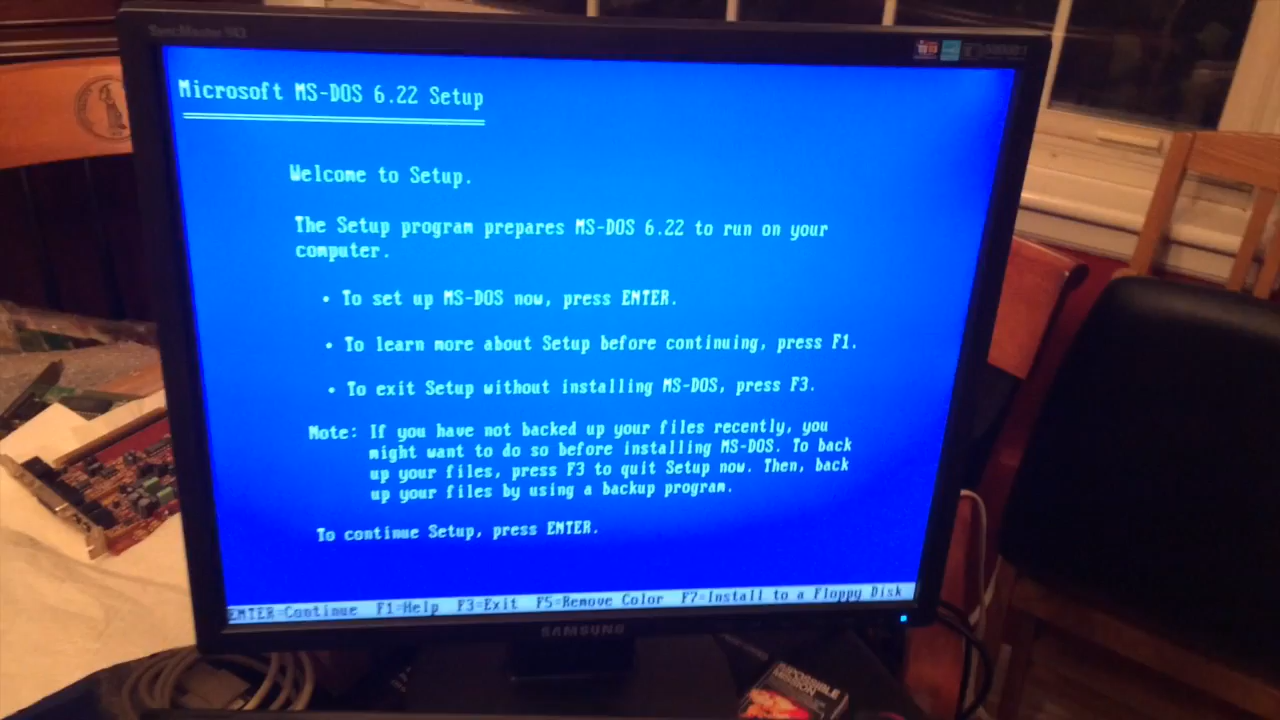 SyncMaster 943
Microsoft MS-DOS 6.22 Setup
Welcome to Setup.
The Setup program prepares MS-DOS 6.22 to run on your
computer.
• To set up MS-DOS now, press ENTER.
• To learn more about Setup before continuing, press F1.
• To exit Setup without installing MS-DOS, press F3.
Note: If you have not backed up your files recently, you
might want to do so before installing MS-DOS. To back
up your files, press F3 to quit Setup now. Then, back
up your files by using a backup program.
To continue Setup, press ENTER.
ENTER=Continue F1=Help F3=Exit F5=Remove Color F7=Install to a Floppy Disk
SAMSUNG
IMPOSSIBLE
MISSION